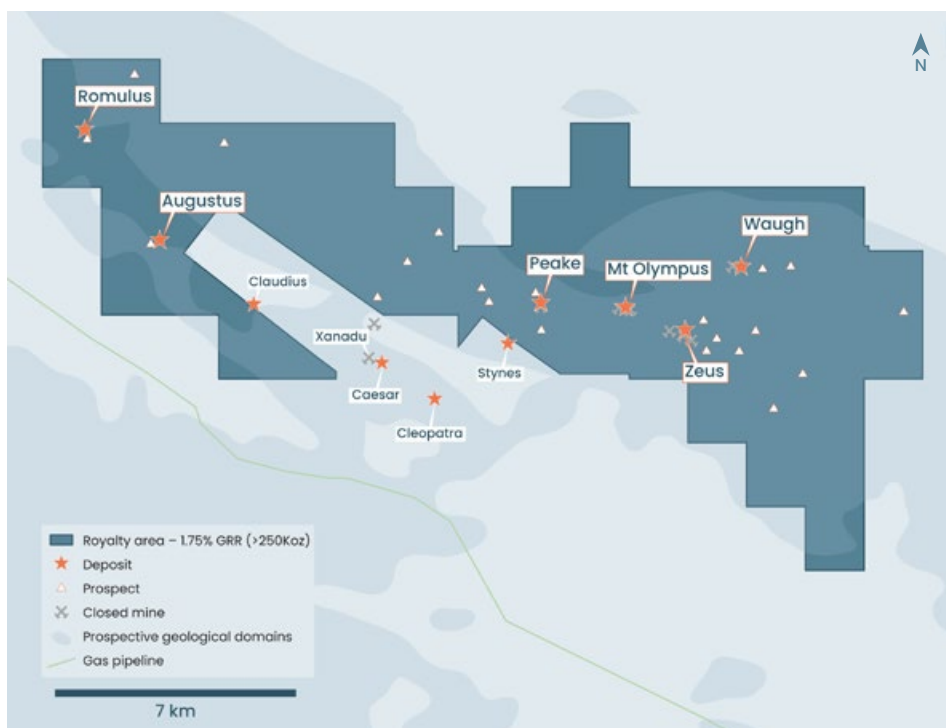 N
Romulus
Augustus
Waugh
Peake
Mt Olympus
Claudius
Xanadu
Stynes
Zeus
Caesar
Cleopatra
Royalty area – 1.75% GRR (>250Koz)
Deposit
Prospect
Closed mine
Prospective geological domains
Gas pipeline
7 km